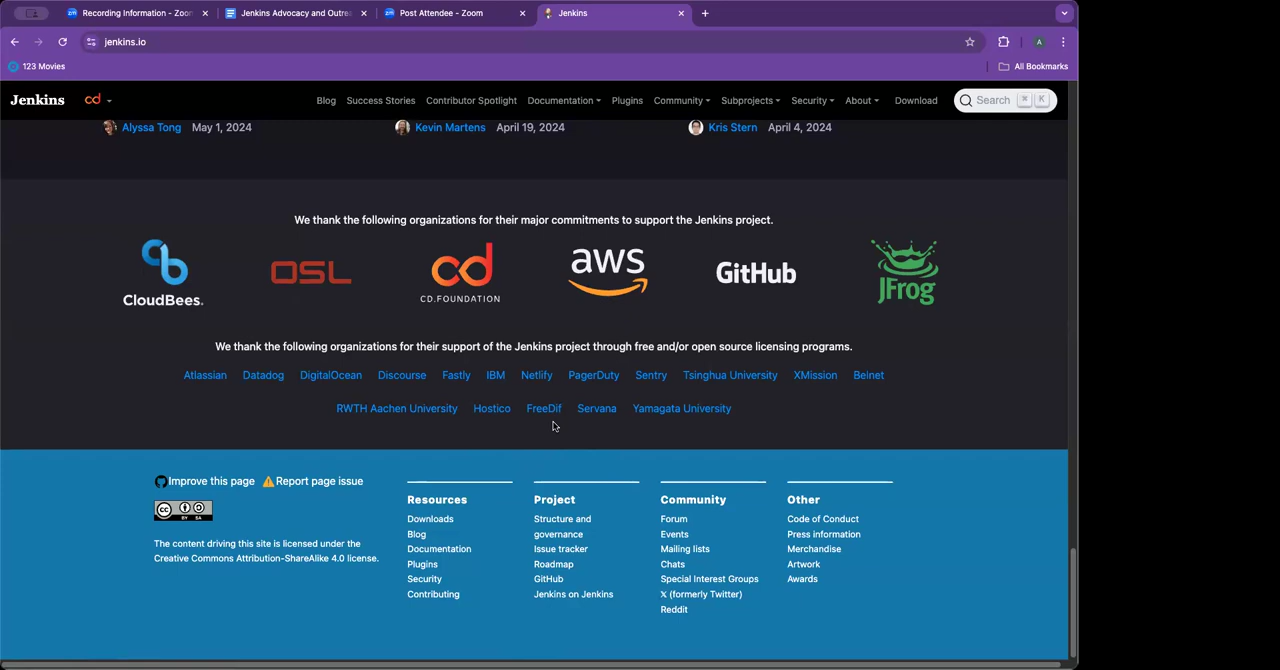 Recording Information - Zoom
Jenkins Advocacy and Outrea
Post Attendee - Zoom
Jenkins
jenkins.io
A
123 Movies
All Bookmarks
Jenkins
cd
Blog Success Stories Contributor Spotlight Documentation Plugins Community Subprojects Security About Download
Search ⌘ K
Alyssa Tong May 1, 2024
Kevin Martens April 19, 2024
Kris Stern April 4, 2024
We thank the following organizations for their major commitments to support the Jenkins project.
CloudBees.
OSL
cd
CD.FOUNDATION
aws
GitHub
JFrog
We thank the following organizations for their support of the Jenkins project through free and/or open source licensing programs.
Atlassian Datadog DigitalOcean Discourse Fastly IBM Netlify PagerDuty Sentry Tsinghua University XMission Belnet
RWTH Aachen University Hostico FreeDif Servana Yamagata University
Improve this page Report page issue
cc BY SA
The content driving this site is licensed under the
Creative Commons Attribution-ShareAlike 4.0 license.
Resources
Downloads
Blog
Documentation
Plugins
Security
Contributing
Project
Structure and
governance
Issue tracker
Roadmap
GitHub
Jenkins on Jenkins
Community
Forum
Events
Mailing lists
Chats
Special Interest Groups
X (formerly Twitter)
Reddit
Other
Code of Conduct
Press information
Merchandise
Artwork
Awards